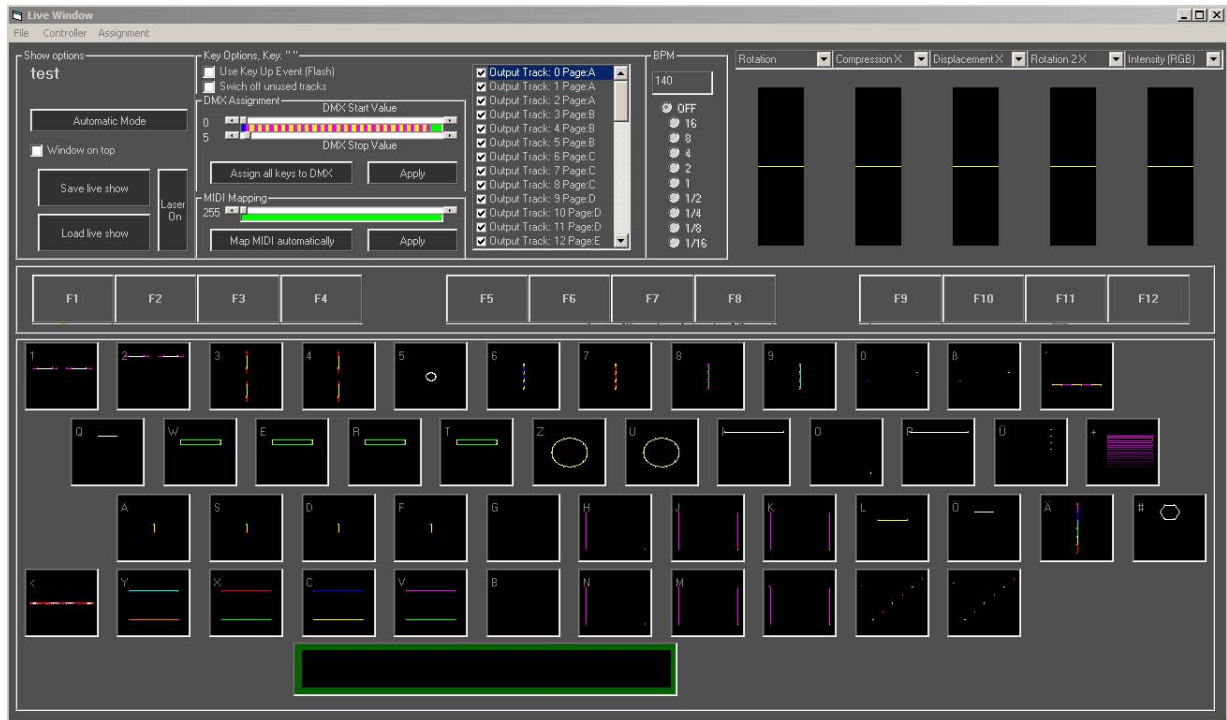 Live Window
File Controller Assignment
Show options
test
Automatic Mode
Window on top
Save live show
Load live show
Laser On
Key Options, Key: " "
Use Key Up Event (Flash)
Swich off unused tracks
DMX Assignment
DMX Start Value
0
5
DMX Stop Value
Assign all keys to DMX
Apply
MIDI Mapping
255
Map MIDI automatically
Apply
Output Track: 0 Page:A
Output Track: 1 Page:A
Output Track: 2 Page:A
Output Track: 3 Page:B
Output Track: 4 Page:B
Output Track: 5 Page:B
Output Track: 6 Page:C
Output Track: 7 Page:C
Output Track: 8 Page:C
Output Track: 9 Page:D
Output Track: 10 Page:D
Output Track: 11 Page:D
Output Track: 12 Page:E
BPM
140
OFF
16
8
4
2
1
1/2
1/4
1/8
1/16
Rotation Compression X Displacement X Rotation 2 X Intensity (RGB)
F1 F2 F3 F4 F5 F6 F7 F8 F9 F10 F11 F12
1 2 3 4 5 6 7 8 9 0 ß ´
Q W E R T Z U I O P Ü +
A S D F G H J K L Ö Ä #
< Y X C V B N M , . -